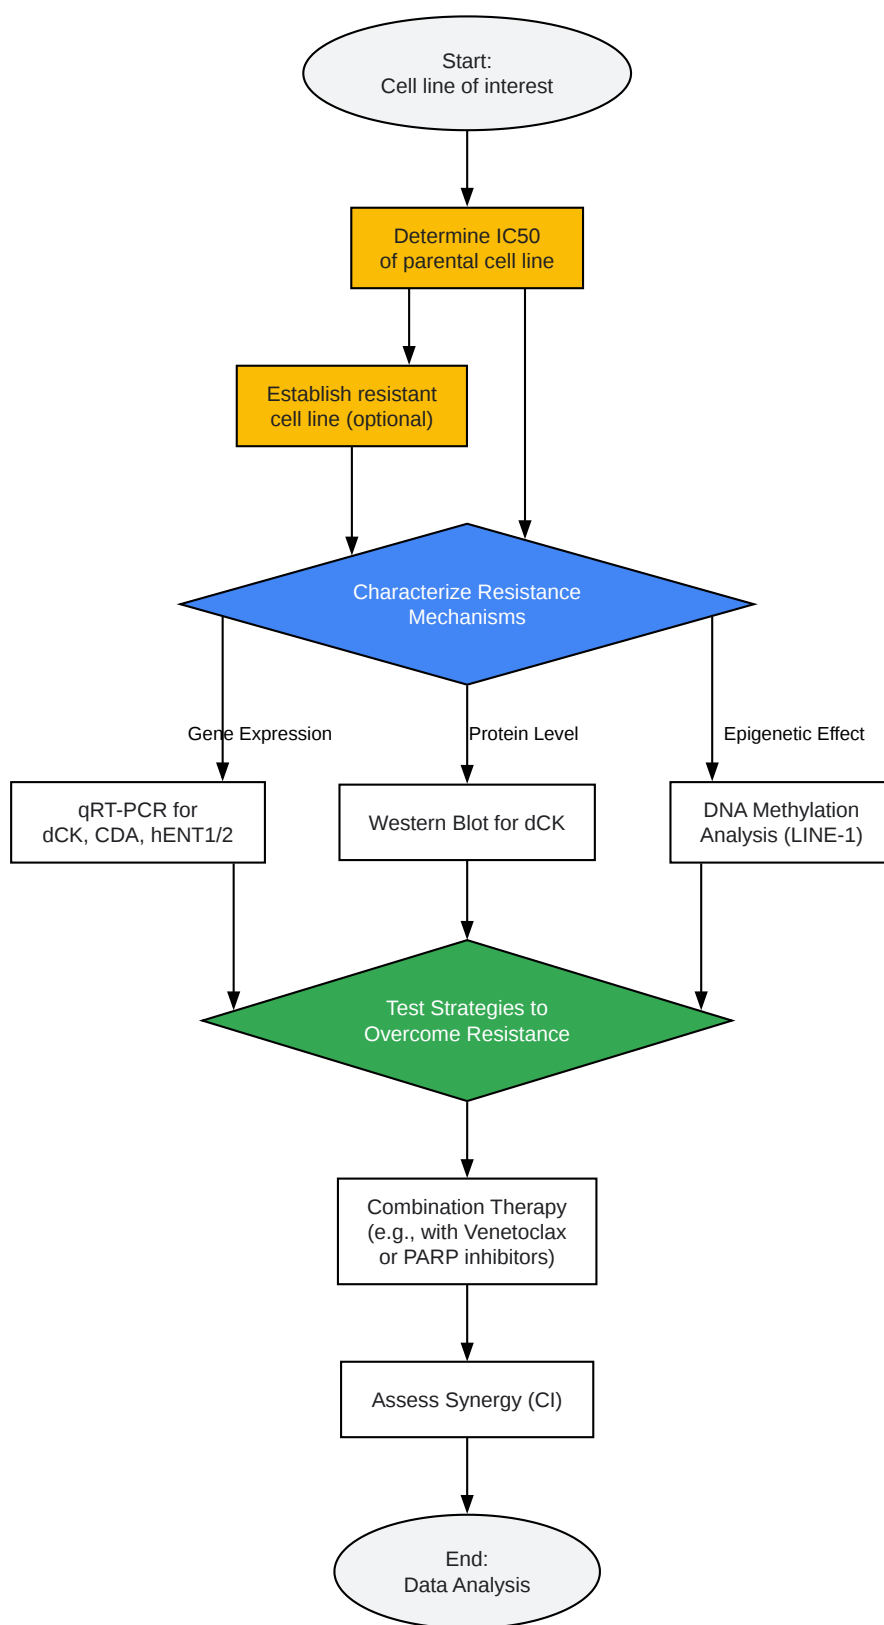 Start:
Cell line of interest
Determine IC50
of parental cell line
Establish resistant
cell line (optional)
Characterize Resistance
Mechanisms
Gene Expression
Protein Level
Epigenetic Effect
qRT-PCR for
dCK, CDA, hENT1/2
Western Blot for dCK
DNA Methylation
Analysis (LINE-1)
Test Strategies to
Overcome Resistance
Combination Therapy
(e.g., with Venetoclax
or PARP inhibitors)
Assess Synergy (CI)
End:
Data Analysis